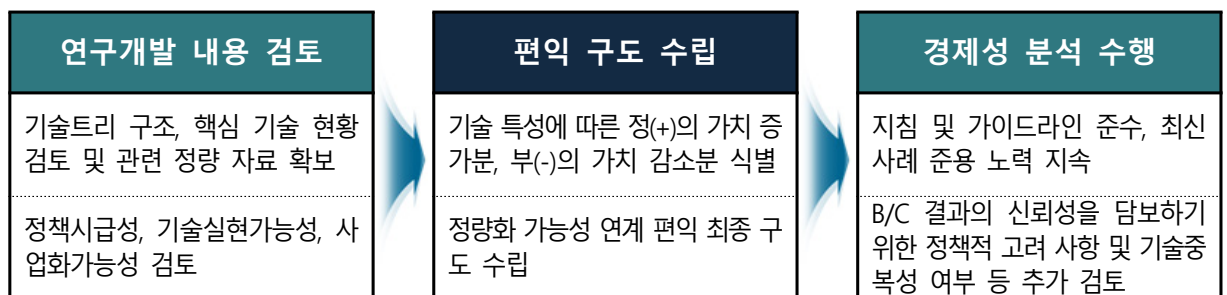 연구개발 내용 검토
기술트리 구조, 핵심 기술 현황
검토 및 관련 정량 자료 확보
정책시급성, 기술실현가능성, 사
업화가능성 검토
편익 구도 수립
기술 특성에 따른 정(+)의 가치 증
가분, 부(-)의 가치 감소분 식별
정량화 가능성 연계 편익 최종 구
도 수립
경제성 분석 수행
지침 및 가이드라인 준수, 최신
사례 준용 노력 지속
B/C 결과의 신뢰성을 담보하기
위한 정책적 고려 사항 및 기술중
복성 여부 등 추가 검토